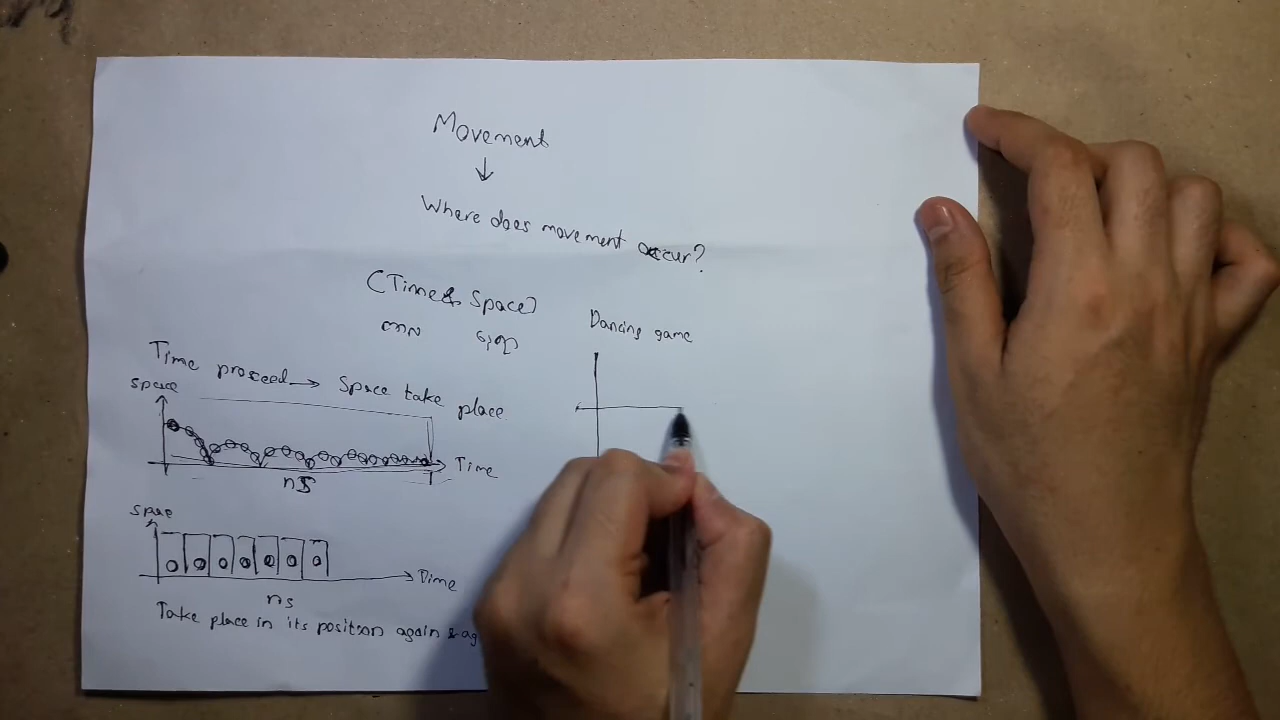 Movement
Where does movement occur?
(Time & Space)
Dancing game
Time proceed → Space take place
space
Time
ns
space
Time
ns
Take place in its position again & ag